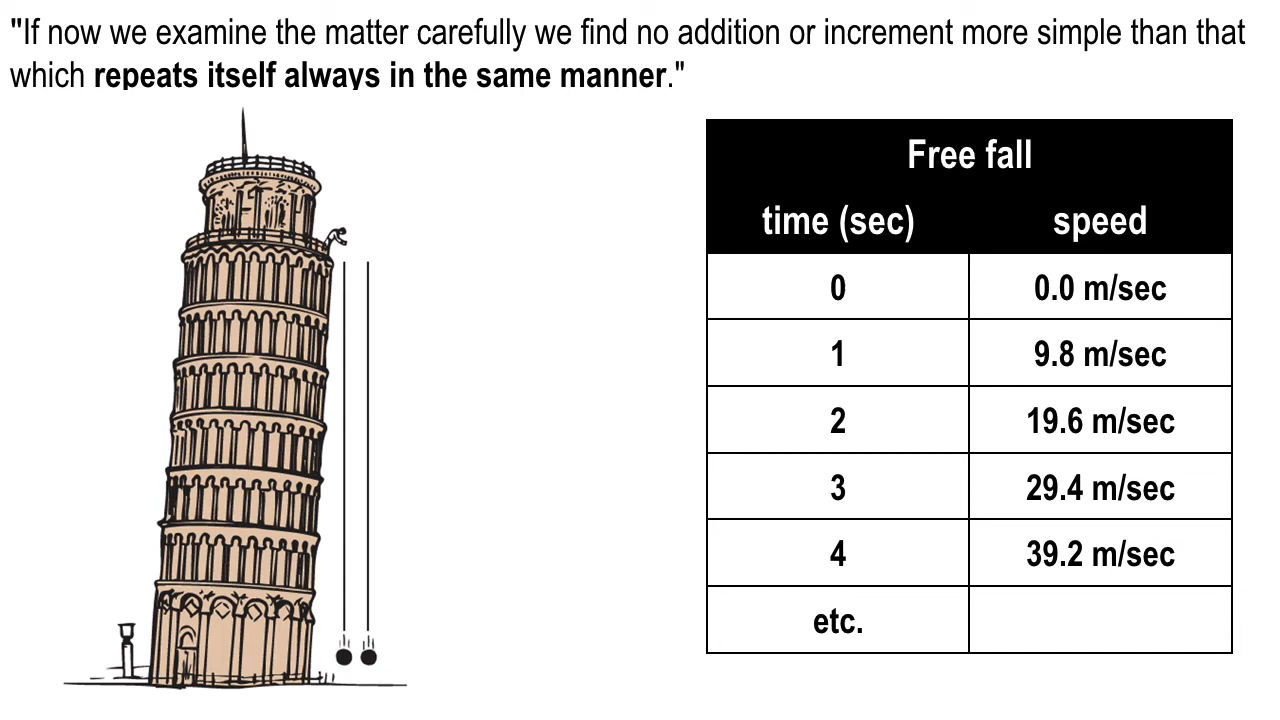 "If now we examine the matter carefully we find no addition or increment more simple than that
which repeats itself always in the same manner."
Free fall
time (sec) speed
0 0.0 m/sec
1 9.8 m/sec
2 19.6 m/sec
3 29.4 m/sec
4 39.2 m/sec
etc.